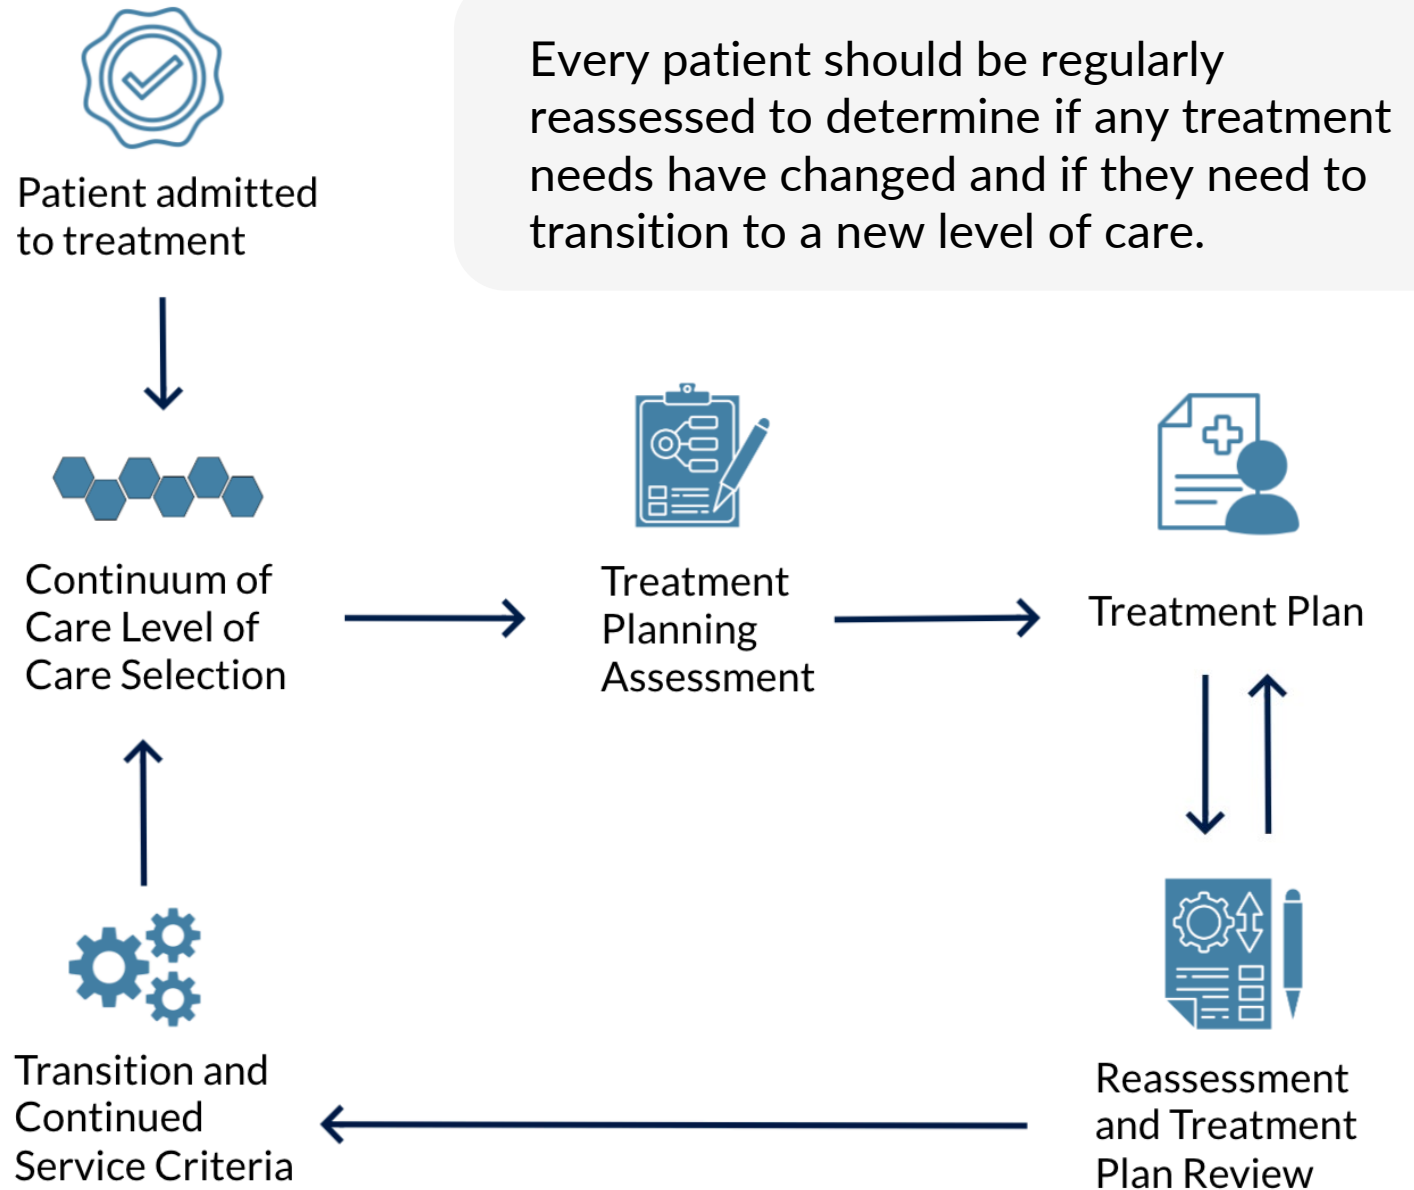 Every patient should be regularly
reassessed to determine if any treatment
needs have changed and if they need to
transition to a new level of care.
Patient admitted
to treatment
Continuum of
Care Level of
Care Selection
Treatment
Planning
Assessment
Treatment Plan
Reassessment
and Treatment
Plan Review
Transition and
Continued
Service Criteria